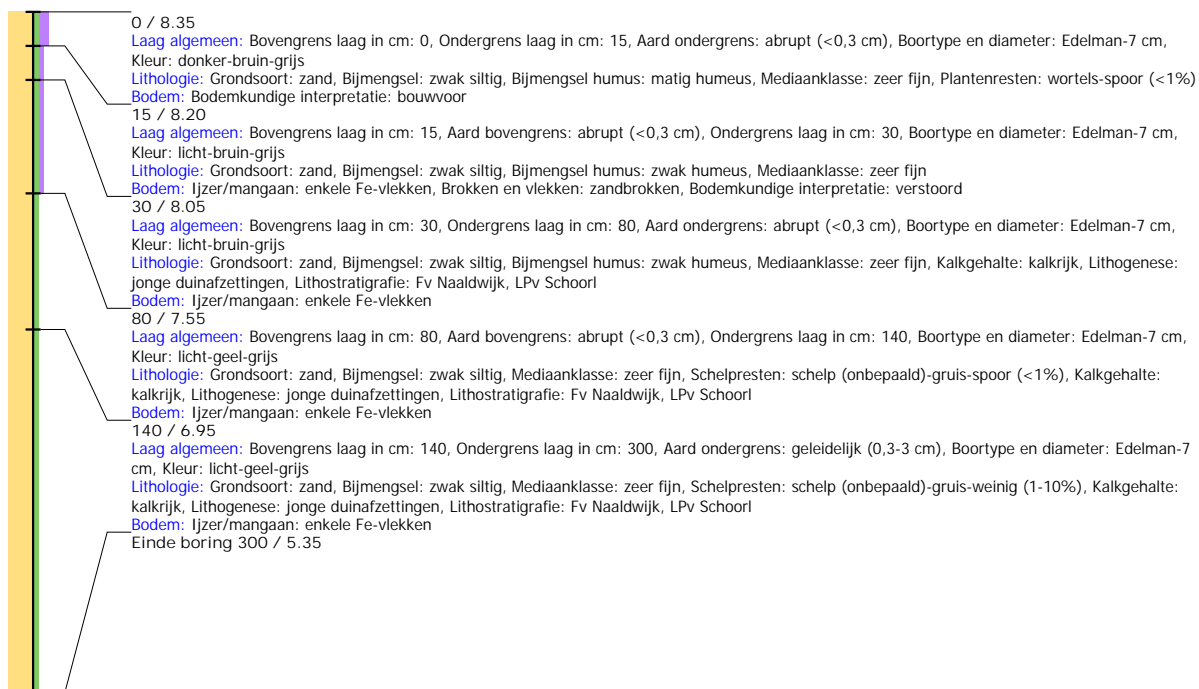 0 / 8.35
Laag algemeen: Bovengrens laag in cm: 0, Ondergrens laag in cm: 15, Aard ondergrens: abrupt (<0,3 cm), Boortype en diameter: Edelman-7 cm,
Kleur: donker-bruin-grijs
Lithologie: Grondsoort: zand, Bijmengsel: zwak siltig, Bijmengsel humus: matig humeus, Mediaanklasse: zeer fijn, Plantenresten: wortels-spoor (<1%)
Bodem: Bodemkundige interpretatie: bouwvoor
15 / 8.20
Laag algemeen: Bovengrens laag in cm: 15, Aard bovengrens: abrupt (<0,3 cm), Ondergrens laag in cm: 30, Boortype en diameter: Edelman-7 cm,
Kleur: licht-bruin-grijs
Lithologie: Grondsoort: zand, Bijmengsel: zwak siltig, Bijmengsel humus: zwak humeus, Mediaanklasse: zeer fijn
Bodem: Ijzer/mangaan: enkele Fe-vlekken, Brokken en vlekken: zandbrokken, Bodemkundige interpretatie: verstoord
30 / 8.05
Laag algemeen: Bovengrens laag in cm: 30, Ondergrens laag in cm: 80, Aard ondergrens: abrupt (<0,3 cm), Boortype en diameter: Edelman-7 cm,
Kleur: licht-bruin-grijs
Lithologie: Grondsoort: zand, Bijmengsel: zwak siltig, Bijmengsel humus: zwak humeus, Mediaanklasse: zeer fijn, Kalkgehalte: kalkrijk, Lithogenese:
jonge duinafzettingen, Lithostratigrafie: Fv Naaldwijk, LPv Schoorl
Bodem: Ijzer/mangaan: enkele Fe-vlekken
80 / 7.55
Laag algemeen: Bovengrens laag in cm: 80, Aard bovengrens: abrupt (<0,3 cm), Ondergrens laag in cm: 140, Boortype en diameter: Edelman-7 cm,
Kleur: licht-geel-grijs
Lithologie: Grondsoort: zand, Bijmengsel: zwak siltig, Mediaanklasse: zeer fijn, Schelpresten: schelp (onbepaald)-gruis-spoor (<1%), Kalkgehalte:
kalkrijk, Lithogenese: jonge duinafzettingen, Lithostratigrafie: Fv Naaldwijk, LPv Schoorl
Bodem: Ijzer/mangaan: enkele Fe-vlekken
140 / 6.95
Laag algemeen: Bovengrens laag in cm: 140, Ondergrens laag in cm: 300, Aard ondergrens: geleidelijk (0,3-3 cm), Boortype en diameter: Edelman-7
cm, Kleur: licht-geel-grijs
Lithologie: Grondsoort: zand, Bijmengsel: zwak siltig, Mediaanklasse: zeer fijn, Schelpresten: schelp (onbepaald)-gruis-weinig (1-10%), Kalkgehalte:
kalkrijk, Lithogenese: jonge duinafzettingen, Lithostratigrafie: Fv Naaldwijk, LPv Schoorl
Bodem: Ijzer/mangaan: enkele Fe-vlekken
Einde boring 300 / 5.35